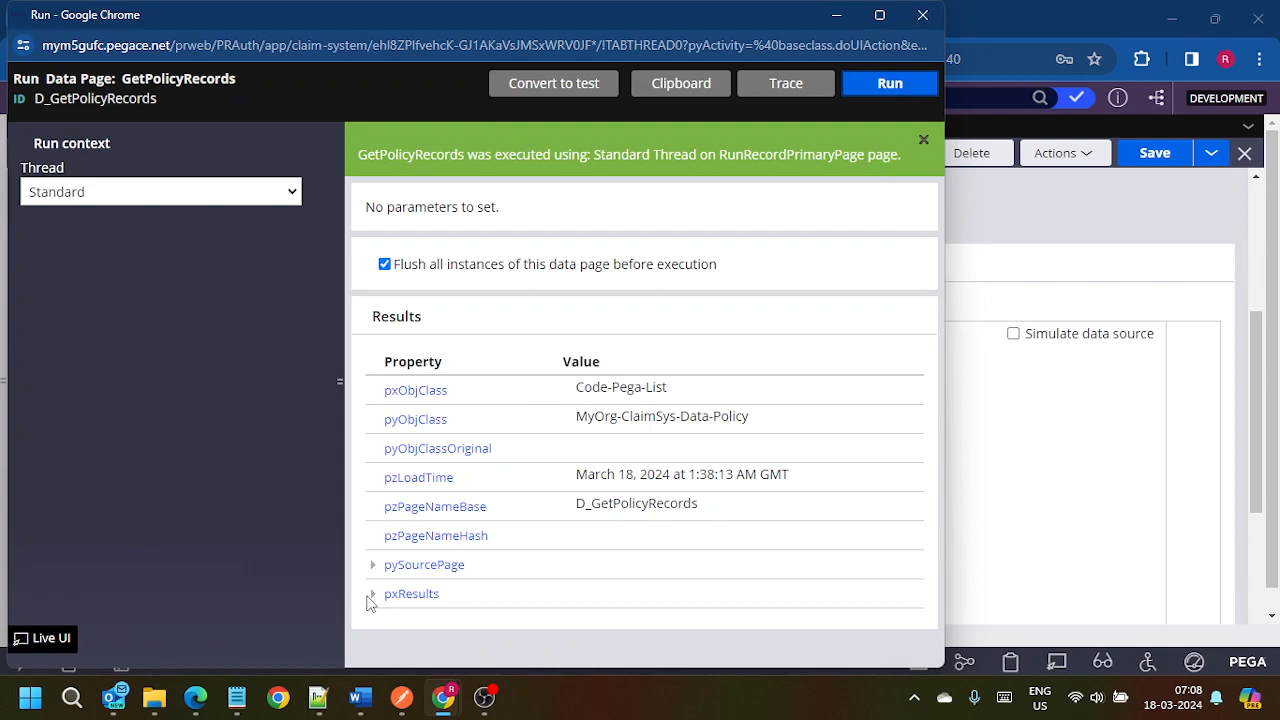 Run - Google Chrome
mym5gufc.pegace.net/prweb/PRAuth/app/claim-system/ehl8ZPIfvehcK-GJ1AKaVsJMSxWRV0JF*/!TABTHREAD0?pyActivity=%40baseclass.doUIAction&e...
40
Run Data Page: GetPolicyRecords
ID D_GetPolicyRecords
Convert to test
Clipboard
Trace
Run
R
DEVELOPMENT
Run context
Thread
Standard
GetPolicyRecords was executed using: Standard Thread on RunRecordPrimaryPage page.
Delete
Actions
Save
No parameters to set.
Flush all instances of this data page before execution
Results
Simulate data source
Property Value
pxObjClass Code-Pega-List
pyObjClass MyOrg-ClaimSys-Data-Policy
pyObjClassOriginal
pzLoadTime March 18, 2024 at 1:38:13 AM GMT
pzPageNameBase D_GetPolicyRecords
pzPageNameHash
pySourcePage
pxResults
Live UI
PEGA
NEW
R
ENG
US
07:08
18-03-2024
PRE